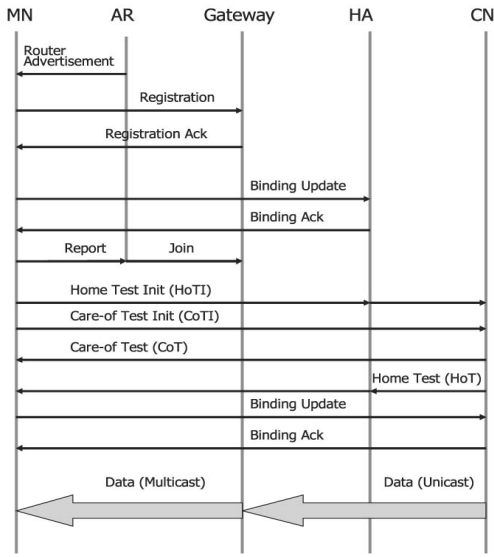 MN AR Gateway HA CN
Router
Advertisement
Registration
Registration Ack
Binding Update
Binding Ack
Report Join
Home Test Init (HoTI)
Care-of Test Init (CoTI)
Care-of Test (CoT)
Home Test (HoT)
Binding Update
Binding Ack
Data (Multicast) Data (Unicast)